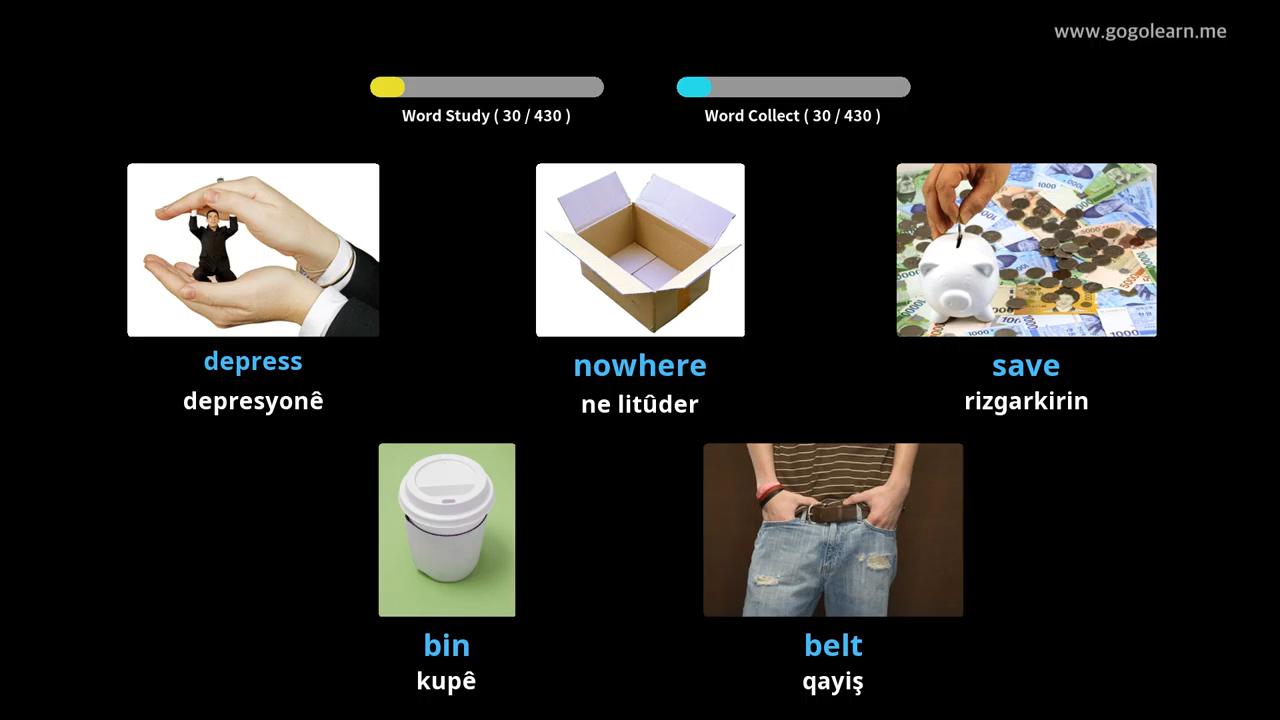 www.gogolearn.me
Word Study ( 30 / 430 )
Word Collect ( 30 / 430 )
depress
depresyonê
nowhere
ne litûder
save
rizgarkirin
bin
kupê
belt
qayiş